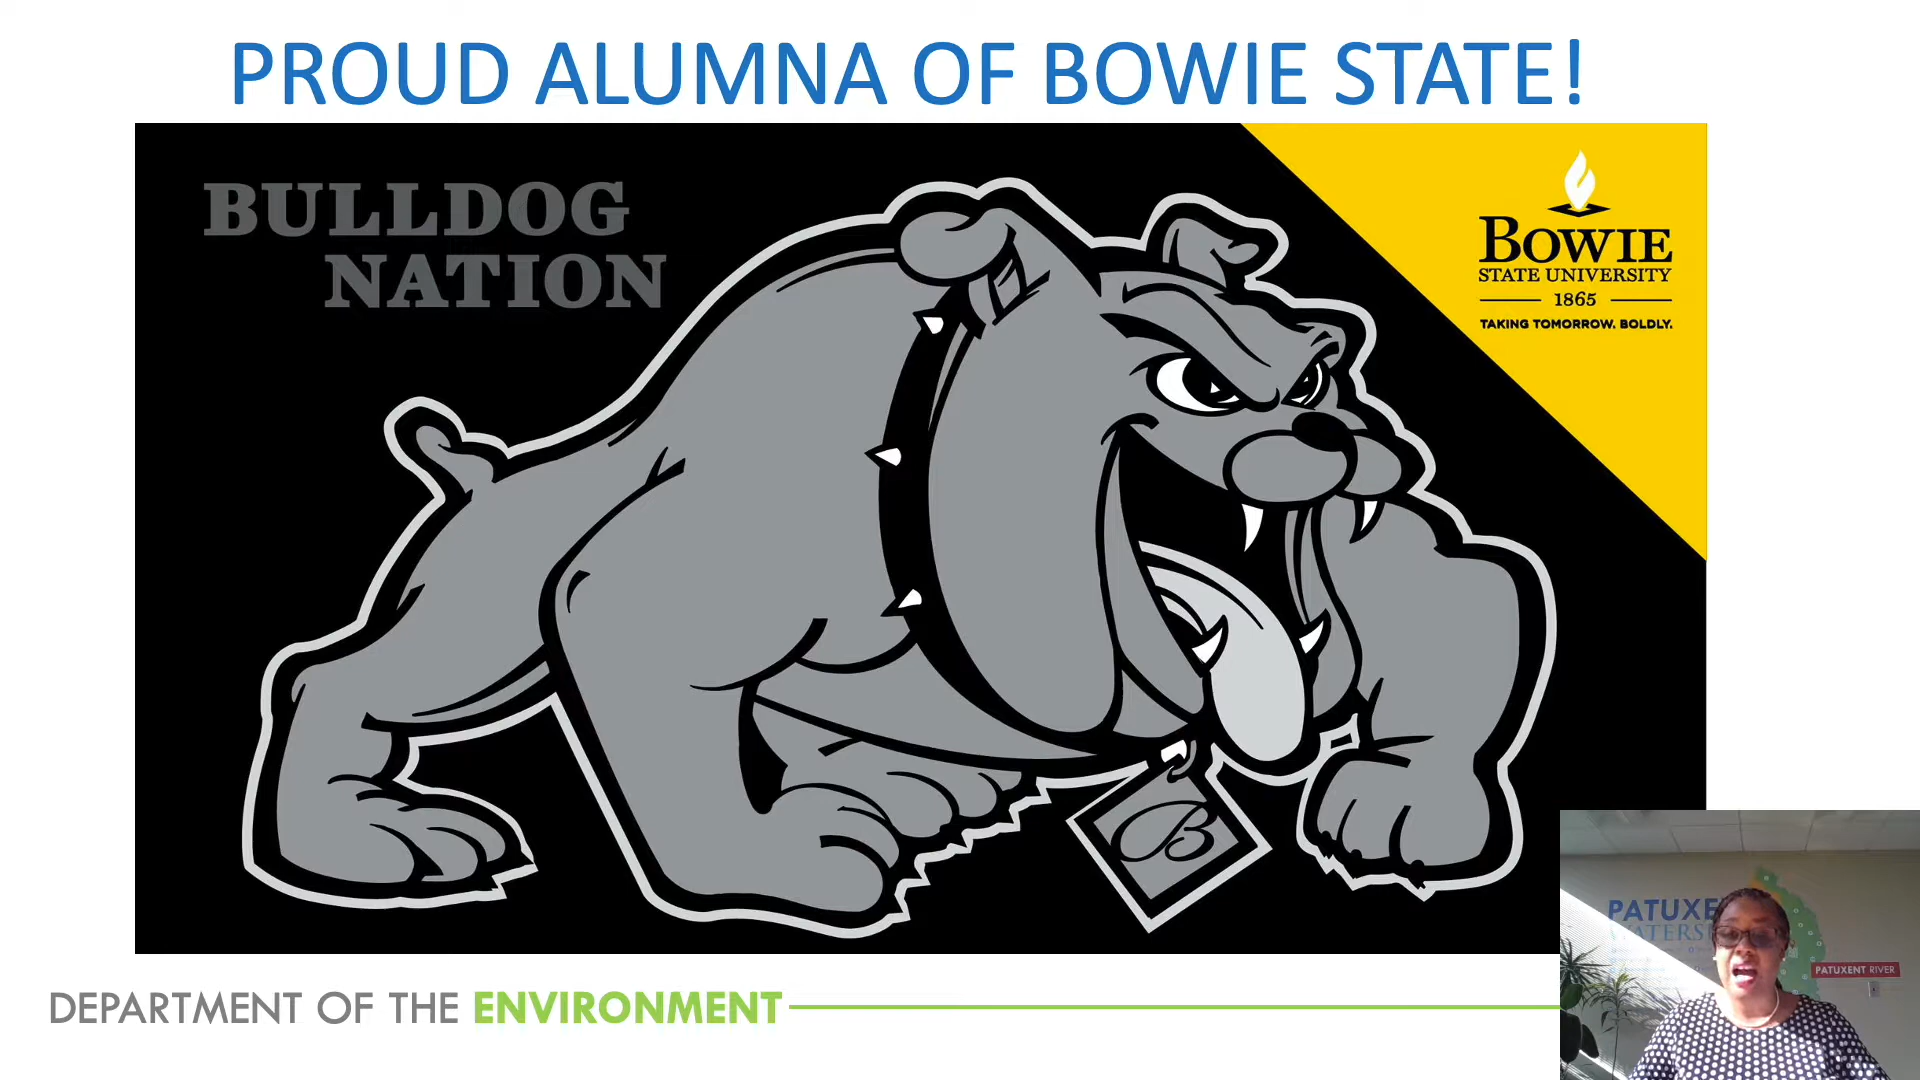 PROUD ALUMNA OF BOWIE STATE!
BULLDOG
NATION
BOWIE
STATE UNIVERSITY
1865
TAKING TOMORROW. BOLDLY.
B
DEPARTMENT OF THE ENVIRONMENT
PATUXENT RIVER